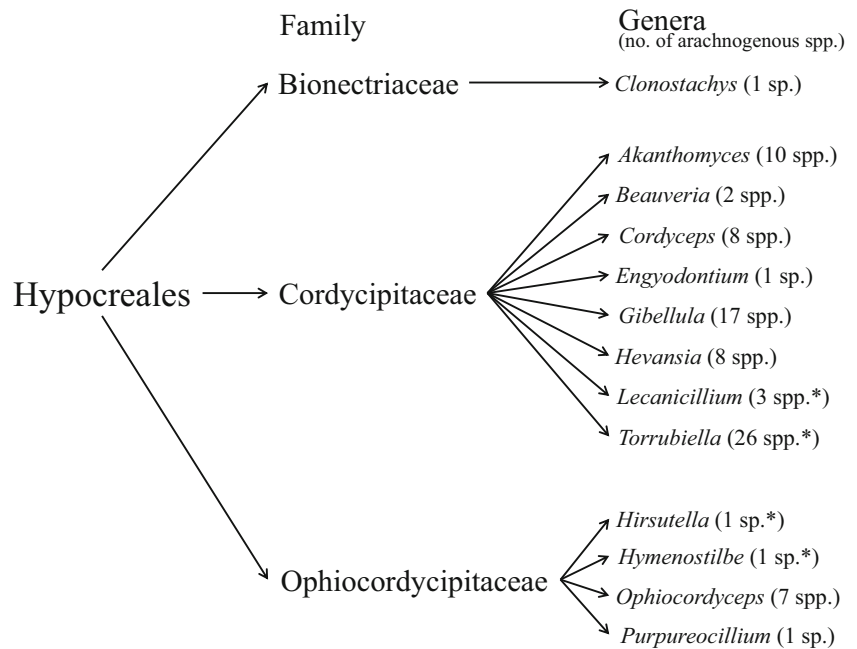 Family
Genera
(no. of arachnogenous spp.)
Bionectriaceae
Clonostachys (1 sp.)
Akanthomyces (10 spp.)
Beauveria (2 spp.)
Cordyceps (8 spp.)
Engyodontium (1 sp.)
Hypocreales
Cordycipitaceae
Gibellula (17 spp.)
Hevansia (8 spp.)
Lecanicillium (3 spp.*)
Torrubiella (26 spp.*)
Hirsutella (1 sp.*)
Hymenostilbe (1 sp.*)
Ophiocordycipitaceae
Ophiocordyceps (7 spp.)
Purpureocillium (1 sp.)